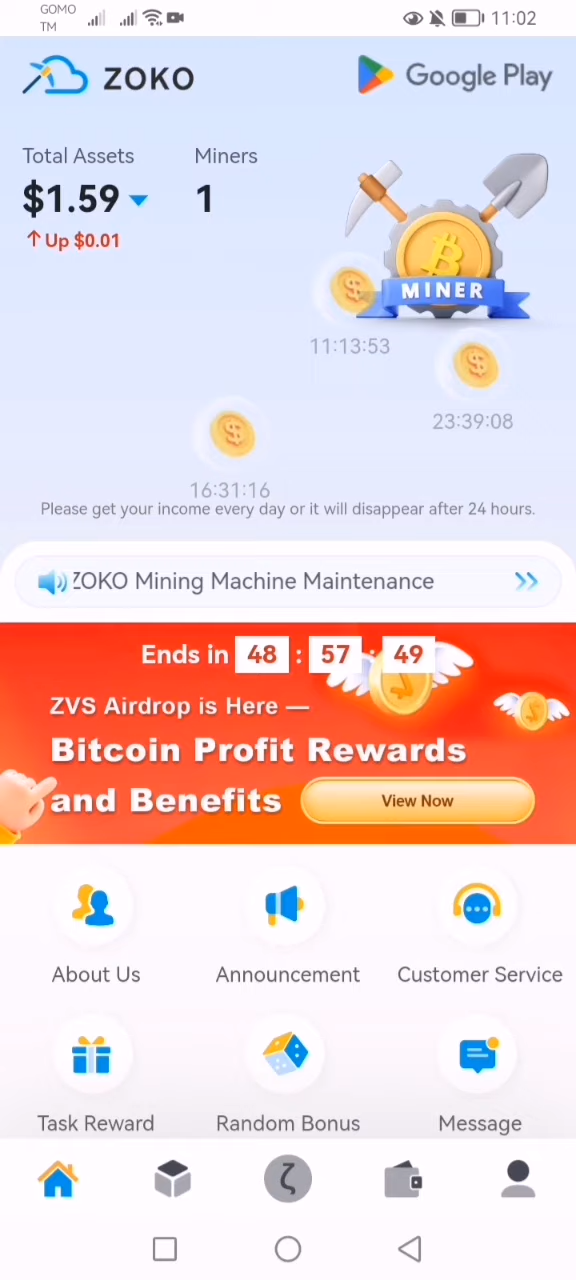 GOMO
TM
11:02
ZOKO
Google Play
Total Assets
Miners
$1.59
1
↑Up $0.01
MINER
11:13:53
23:39:08
16:31:16
Please get your income every day or it will disappear after 24 hours.
ZOKO Mining Machine Maintenance
Ends in 48 : 57 : 49
ZVS Airdrop is Here —
Bitcoin Profit Rewards
and Benefits
View Now
About Us
Announcement
Customer Service
Task Reward
Random Bonus
Message